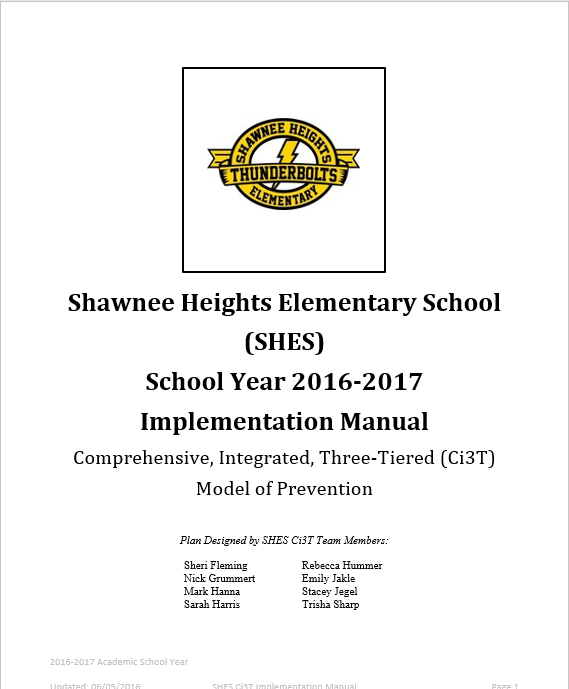 SHAWNEE HEIGHTS
THUNDERBOLTS
ELEMENTARY
Shawnee Heights Elementary School
(SHES)
School Year 2016-2017
Implementation Manual
Comprehensive, Integrated, Three-Tiered (Ci3T)
Model of Prevention
Plan Designed by SHES Ci3T Team Members:
Sheri Fleming Rebecca Hummer
Nick Grummert Emily Jakle
Mark Hanna Stacey Jegel
Sarah Harris Trisha Sharp
2016-2017 Academic School Year
Updated: 06/05/2016 SHES Ci3T Implementation Manual Page 1